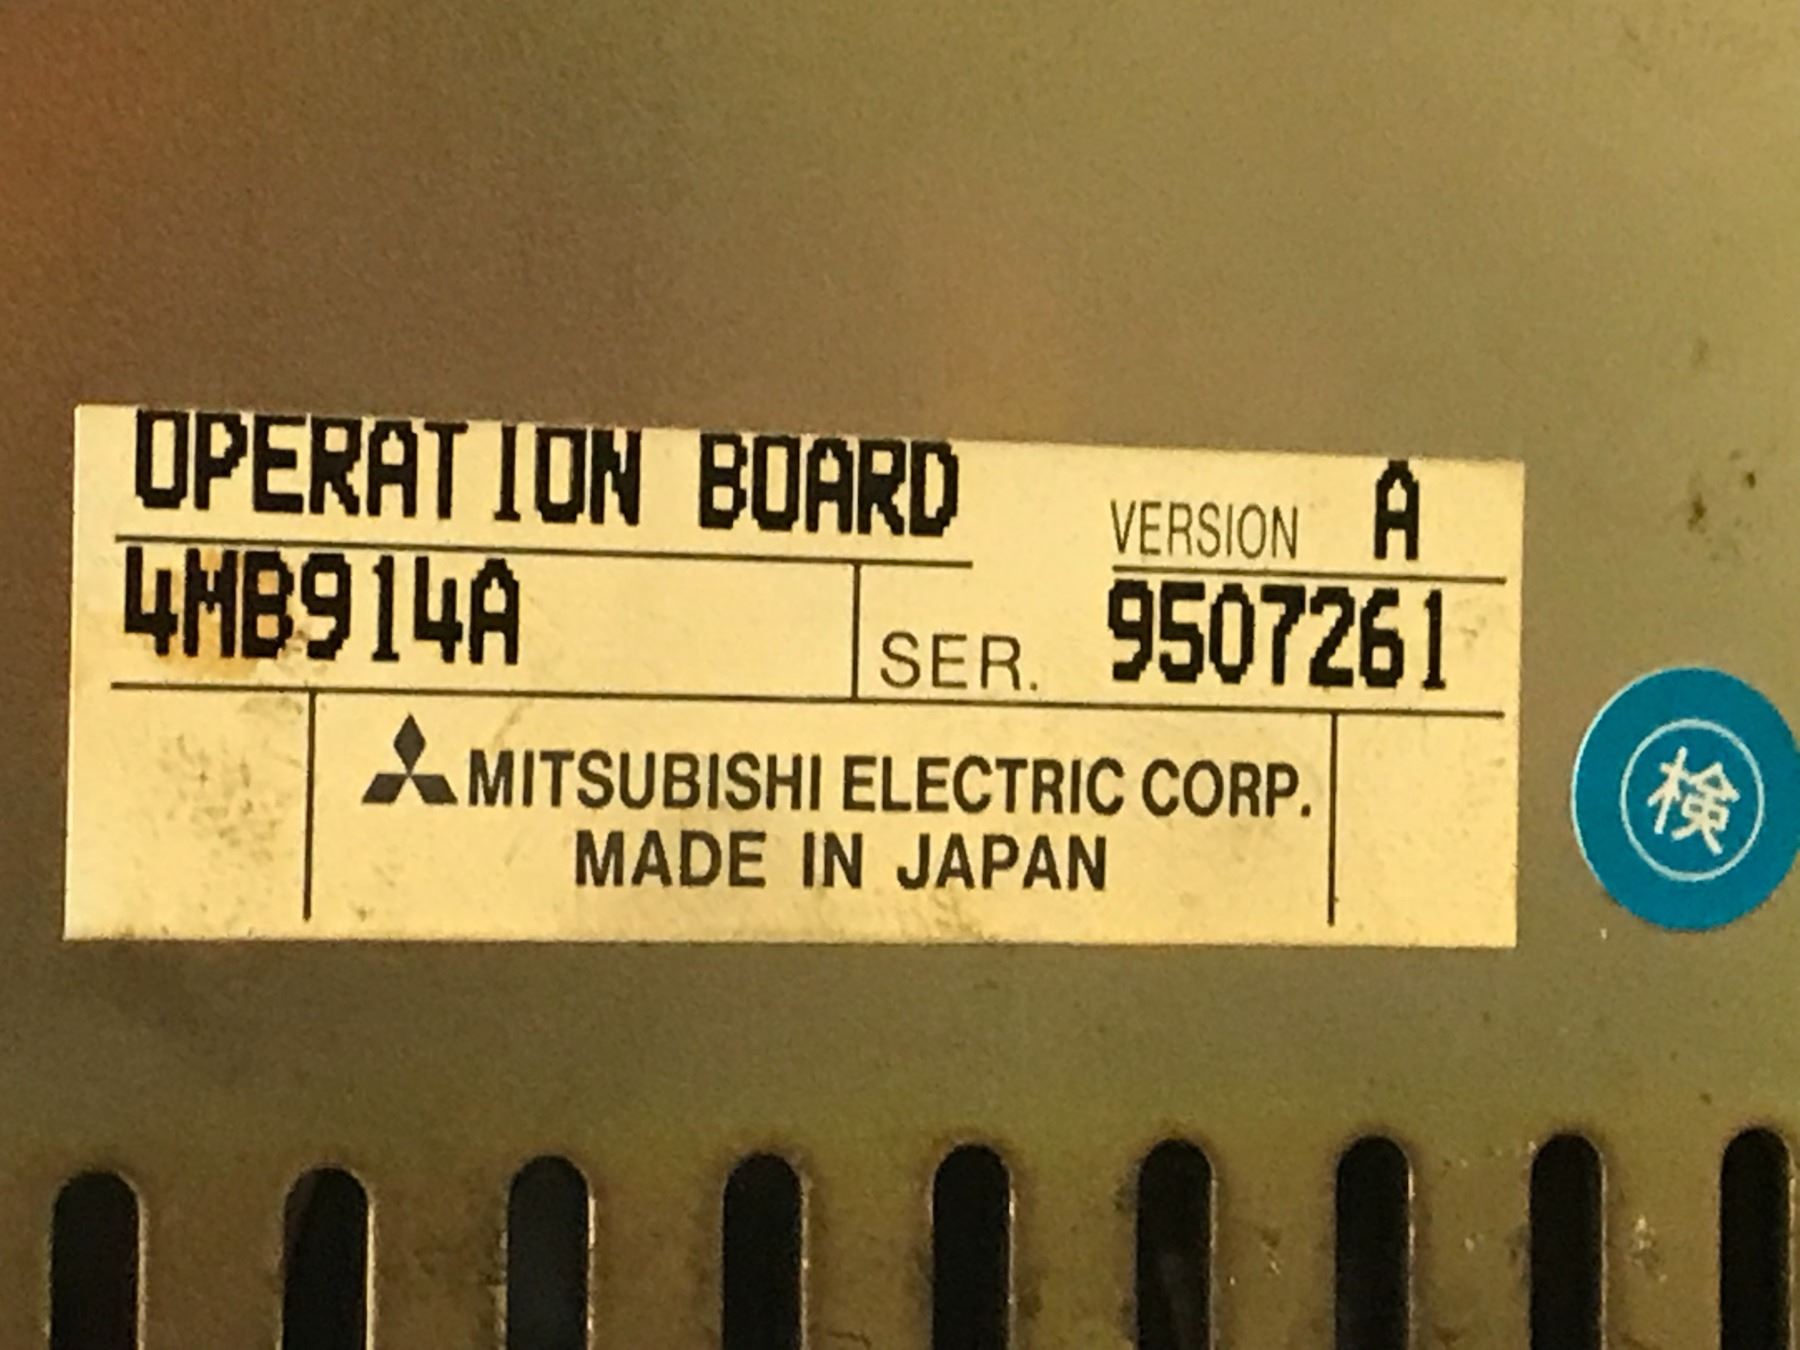 OPERATION BOARD
VERSION A
4MB914A SER. 9507261
MITSUBISHI ELECTRIC CORP.
MADE IN JAPAN
検